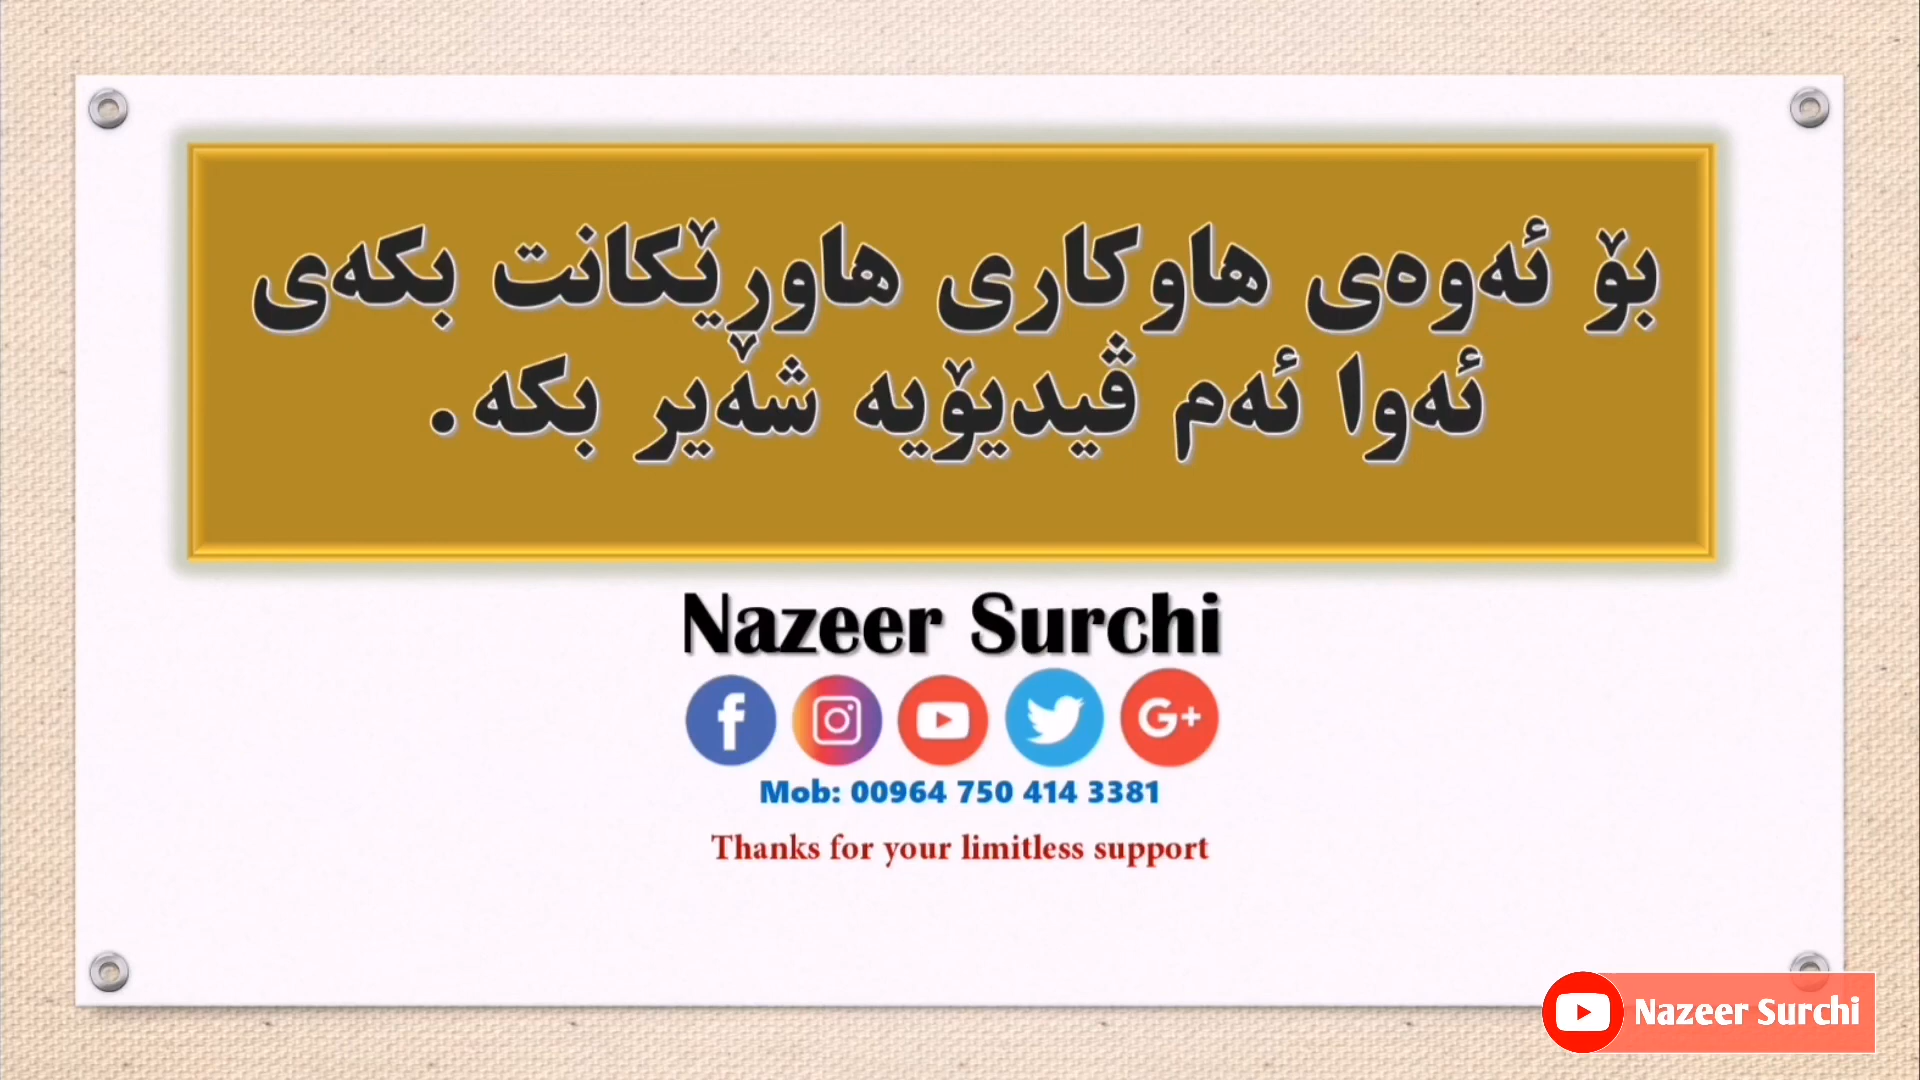 بۆ ئەوەی هاوکاری هاوڕێکانت بکەی
ئەوا ئەم ڤیدیۆیە شەیر بکە.
Nazeer Surchi
Mob: 00964 750 414 3381
Thanks for your limitless support
Nazeer Surchi